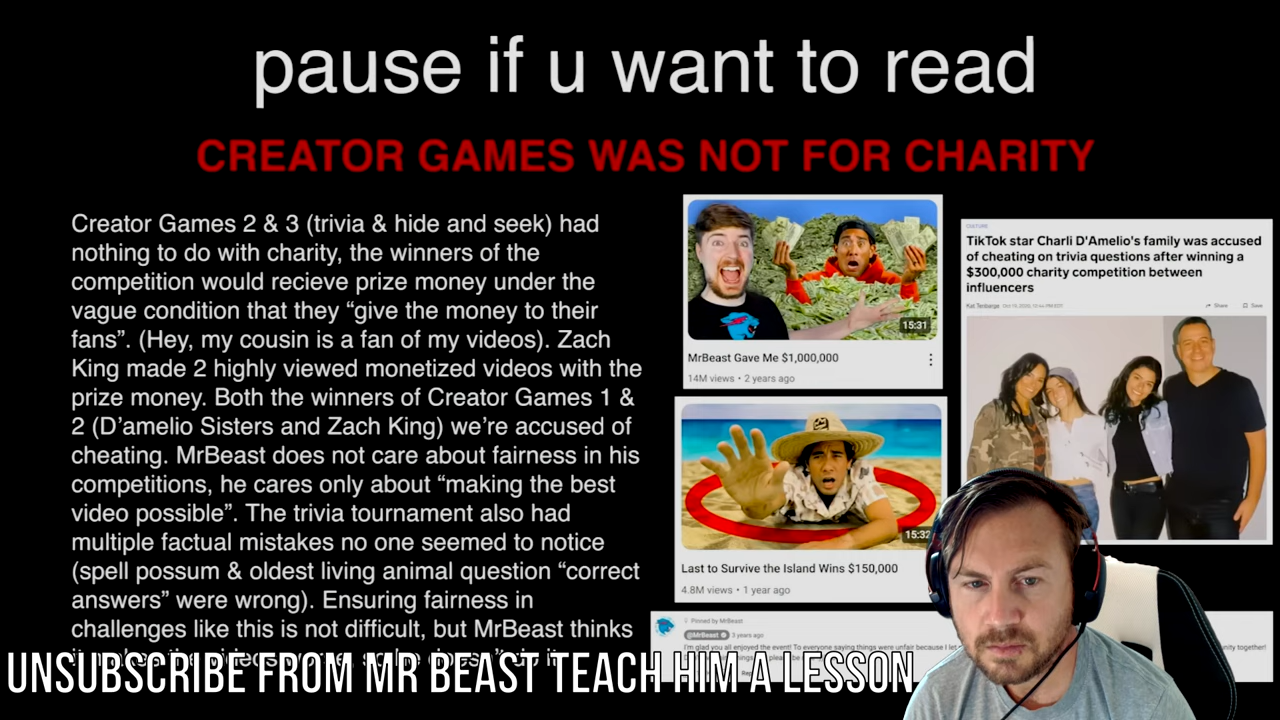 pause if u want to read
CREATOR GAMES WAS NOT FOR CHARITY
Creator Games 2 & 3 (trivia & hide and seek) had
nothing to do with charity, the winners of the
competition would recieve prize money under the
vague condition that they “give the money to their
fans”. (Hey, my cousin is a fan of my videos). Zach
King made 2 highly viewed monetized videos with the
prize money. Both the winners of Creator Games 1 &
2 (D’amelio Sisters and Zach King) we’re accused of
cheating. MrBeast does not care about fairness in his
competitions, he cares only about “making the best
video possible”. The trivia tournament also had
multiple factual mistakes no one seemed to notice
(spell possum & oldest living animal question “correct
answers” were wrong). Ensuring fairness in
challenges like this is not difficult, but MrBeast thinks
15:31
MrBeast Gave Me $1,000,000
14M views • 2 years ago
15:32
Last to Survive the Island Wins $150,000
4.8M views • 1 year ago
CULTURE
TikTok star Charli D'Amelio's family was accused
of cheating on trivia questions after winning a
$300,000 charity competition between
influencers
Kat Tenbarge
Share
Save
Pinned by MrBeast
@MrBeast 3 years ago
I'm glad you all enjoyed the event! To everyone saying things were unfair because I let
UNSUBSCRIBE FROM MR BEAST TEACH HIM A LESSON